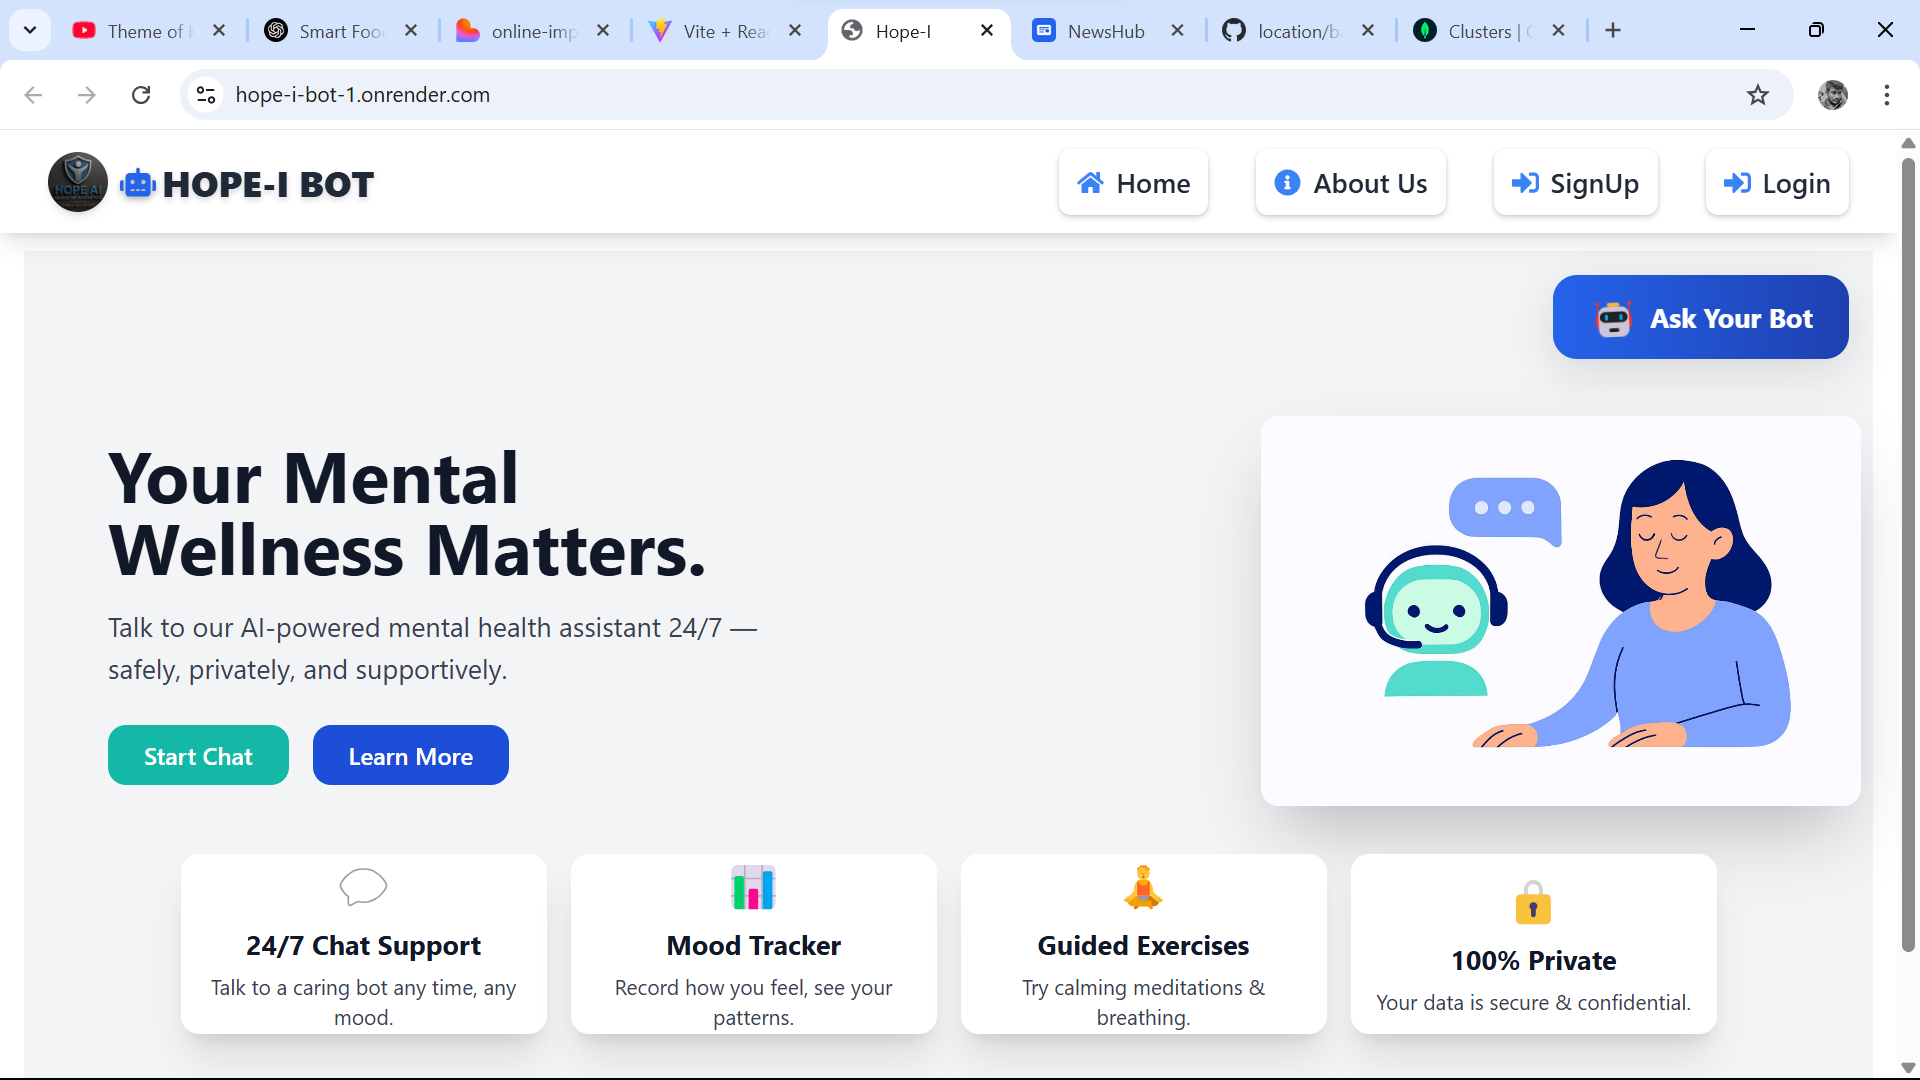 Theme of
Smart Foo
online-imp
Vite + Rea
Hope-I
NewsHub
location/b
Clusters |
hope-i-bot-1.onrender.com
HOPE AI
HOPE-I BOT
Home
About Us
SignUp
Login
Ask Your Bot
Your Mental
Wellness Matters.
Talk to our AI-powered mental health assistant 24/7 —
safely, privately, and supportively.
Start Chat
Learn More
24/7 Chat Support
Talk to a caring bot any time, any
mood.
Mood Tracker
Record how you feel, see your
patterns.
Guided Exercises
Try calming meditations &
breathing.
100% Private
Your data is secure & confidential.